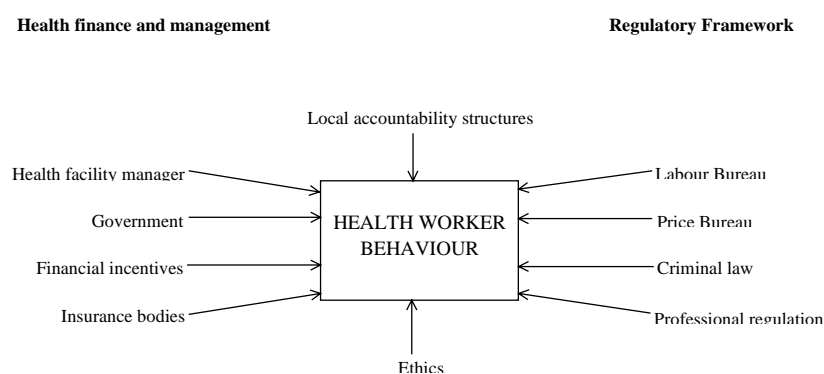 Health finance and management
Regulatory Framework
Local accountability structures
Health facility manager
Government
Financial incentives
Insurance bodies
HEALTH WORKER
BEHAVIOUR
Labour Bureau
Price Bureau
Criminal law
Professional regulation
Ethics